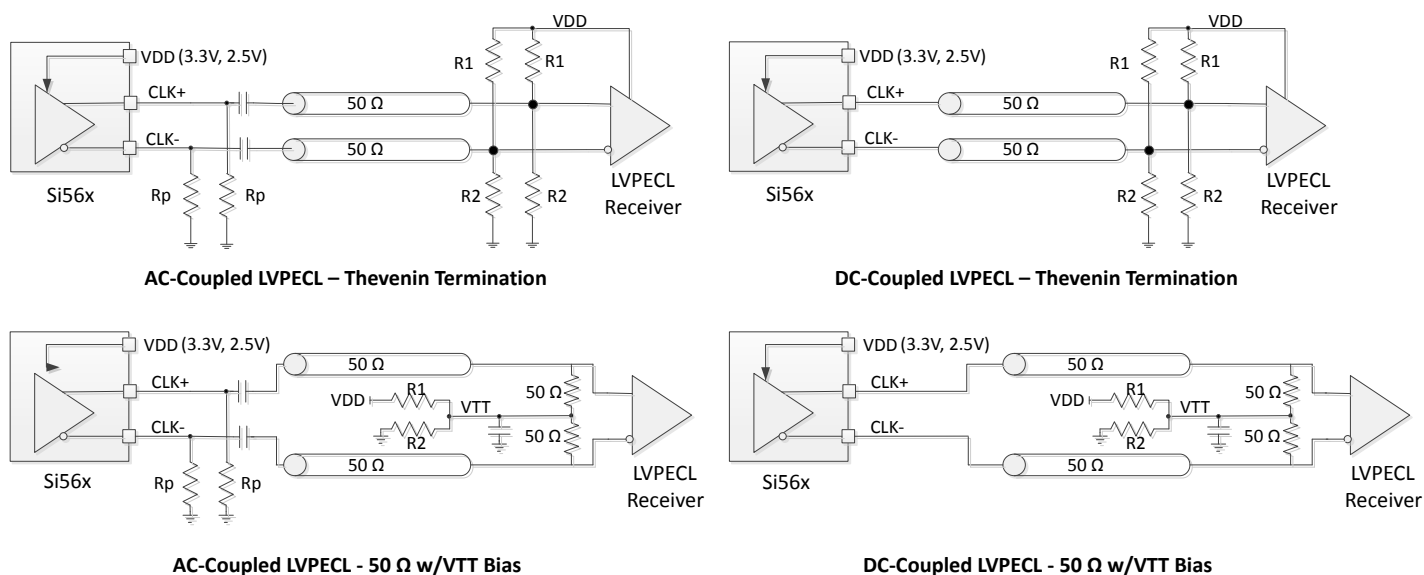 VDD
VDD (3.3V, 2.5V)
R1
R1
CLK+
50 Ω
CLK-
50 Ω
Si56x
Rp
Rp
R2
R2
LVPECL
Receiver
AC-Coupled LVPECL – Thevenin Termination
VDD
VDD (3.3V, 2.5V)
R1
R1
CLK+
50 Ω
CLK-
50 Ω
Si56x
R2
R2
LVPECL
Receiver
DC-Coupled LVPECL – Thevenin Termination
VDD (3.3V, 2.5V)
50 Ω
CLK+
R1
VDD
VTT
50 Ω
CLK-
R2
50 Ω
50 Ω
Si56x
Rp
Rp
LVPECL
Receiver
AC-Coupled LVPECL - 50 Ω w/VTT Bias
VDD (3.3V, 2.5V)
50 Ω
CLK+
R1
VDD
VTT
50 Ω
CLK-
R2
50 Ω
50 Ω
Si56x
LVPECL
Receiver
DC-Coupled LVPECL - 50 Ω w/VTT Bias